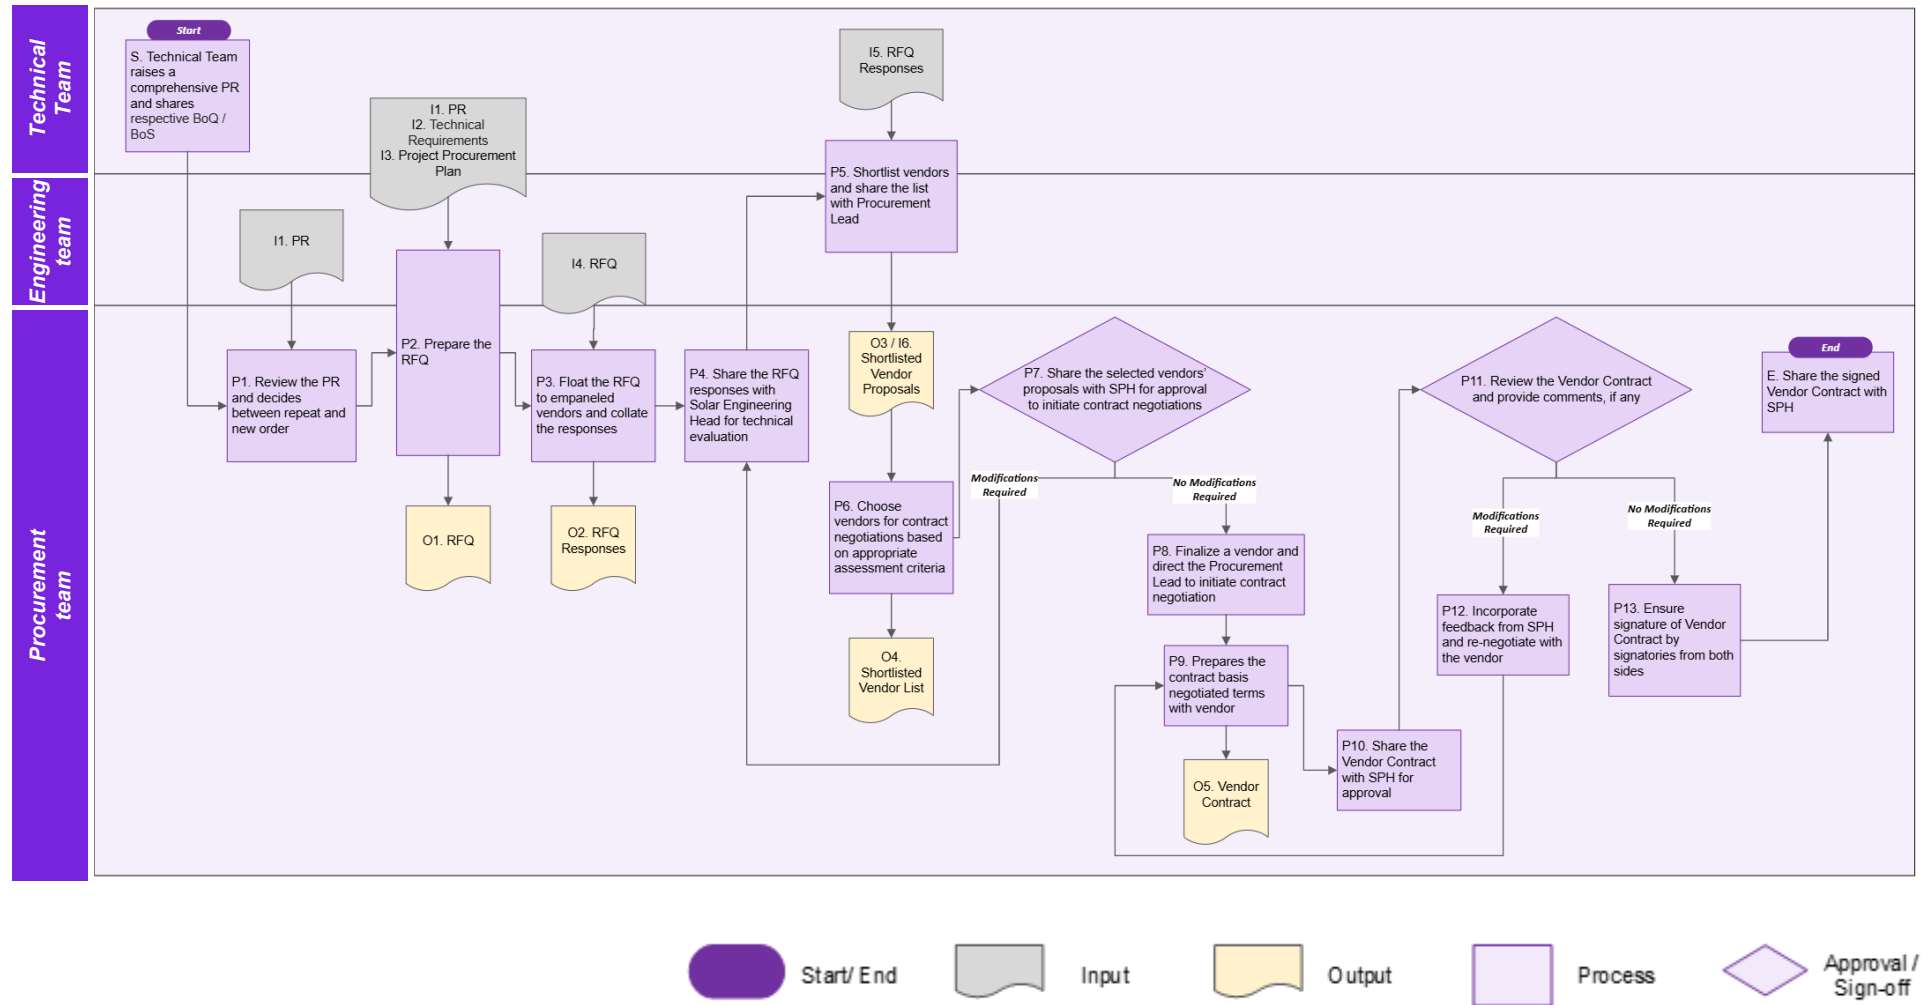 Technical
Team
Engineering
team
Procurement
team
Start
S. Technical Team
raises a
comprehensive PR
and shares
respective BoQ /
BoS
I1. PR
I1. PR
I2. Technical
Requirements
I3. Project Procurement
Plan
I4. RFQ
I5. RFQ
Responses
P1. Review the PR
and decides
between repeat and
new order
P2. Prepare the
RFQ
O1. RFQ
P3. Float the RFQ
to empaneled
vendors and collate
the responses
O2. RFQ
Responses
P4. Share the RFQ
responses with
Solar Engineering
Head for technical
evaluation
P5. Shortlist vendors
and share the list
with Procurement
Lead
O3 / I6.
Shortlisted
Vendor
Proposals
P6. Choose
vendors for contract
negotiations based
on appropriate
assessment criteria
O4.
Shortlisted
Vendor List
P7. Share the selected vendors'
proposals with SPH for approval
to initiate contract negotiations
Modifications
Required
No Modifications
Required
P8. Finalize a vendor and
direct the Procurement
Lead to initiate contract
negotiation
P9. Prepares the
contract basis
negotiated terms
with vendor
O5. Vendor
Contract
P10. Share the
Vendor Contract
with SPH for
approval
P11. Review the Vendor Contract
and provide comments, if any
Modifications
Required
No Modifications
Required
P12. Incorporate
feedback from SPH
and re-negotiate with
the vendor
P13. Ensure
signature of Vendor
Contract by
signatories from both
sides
End
E. Share the signed
Vendor Contract with
SPH
Start/ End
Input
Output
Process
Approval /
Sign-off